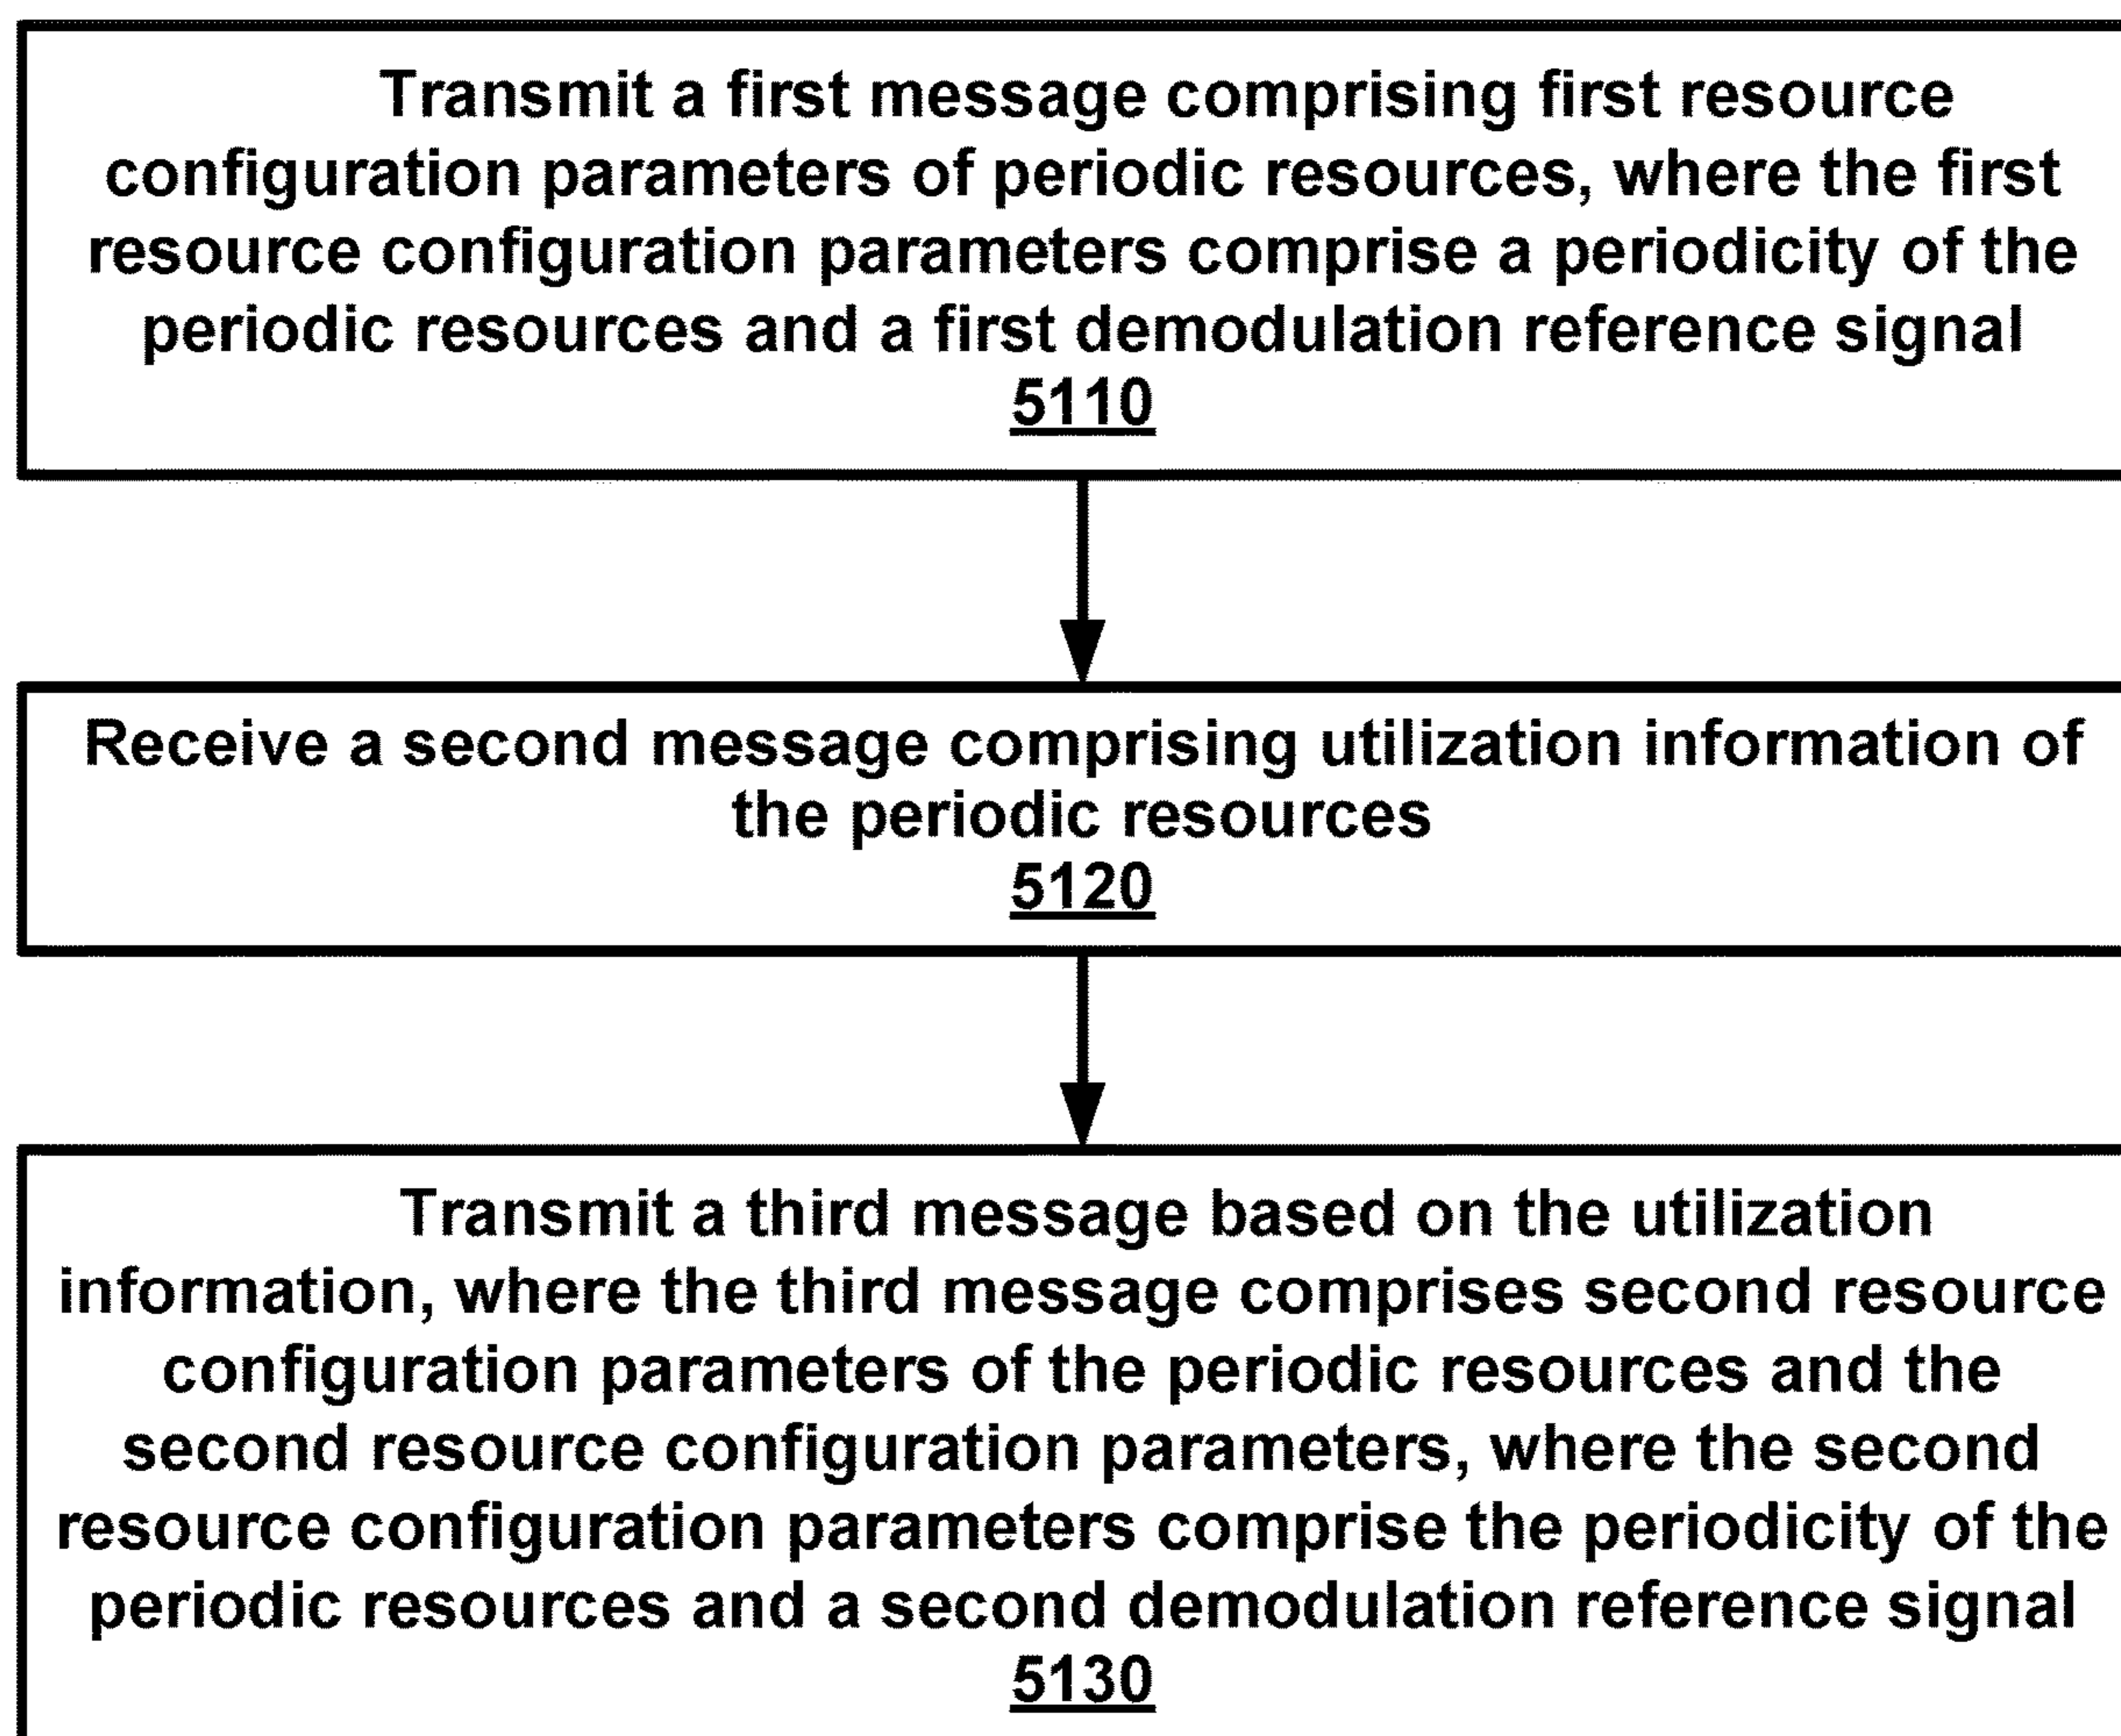 Transmit a first message comprising first resource
configuration parameters of periodic resources, where the first
resource configuration parameters comprise a periodicity of the
periodic resources and a first demodulation reference signal
5110
Receive a second message comprising utilization information of
the periodic resources
5120
Transmit a third message based on the utilization
information, where the third message comprises second resource
configuration parameters of the periodic resources and the
second resource configuration parameters, where the second
resource configuration parameters comprise the periodicity of the
periodic resources and a second demodulation reference signal
5130